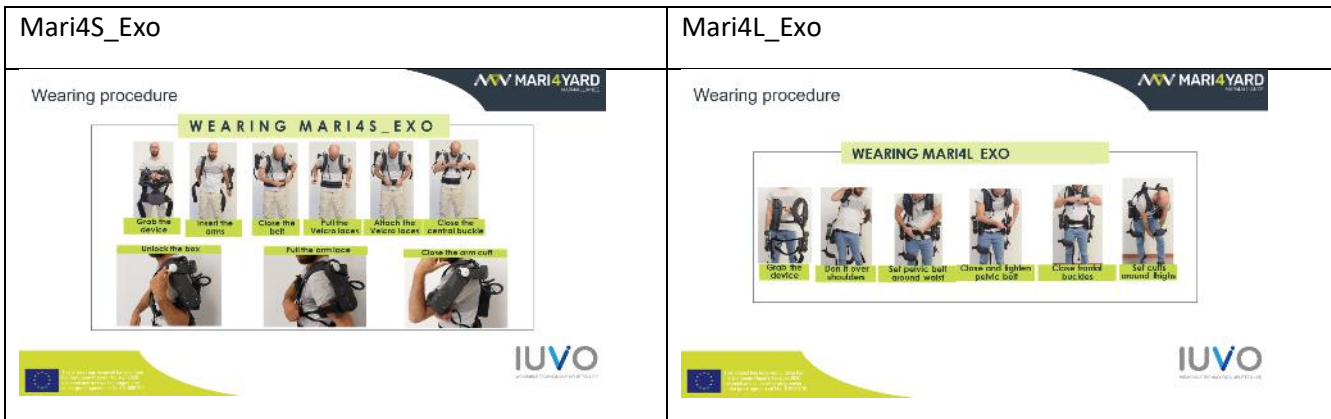 Mari4S_Exo
Mari4L_Exo
Wearing procedure
MARI4YARD
WEARING MARI4S_EXO
Grab the device
Insert the arms
Close the belt
Pull the Velcro laces
Attach the Velcro laces
Close the central buckle
Unlock the box
Pull the arm lace
Close the arm cuff
IUVO
Wearing procedure
MARI4YARD
WEARING MARI4L EXO
Grab the device
Don it over shoulders
Set pelvic belt around waist
Close and tighten pelvic belt
Close frontal buckles
Set cuffs around thighs
IUVO